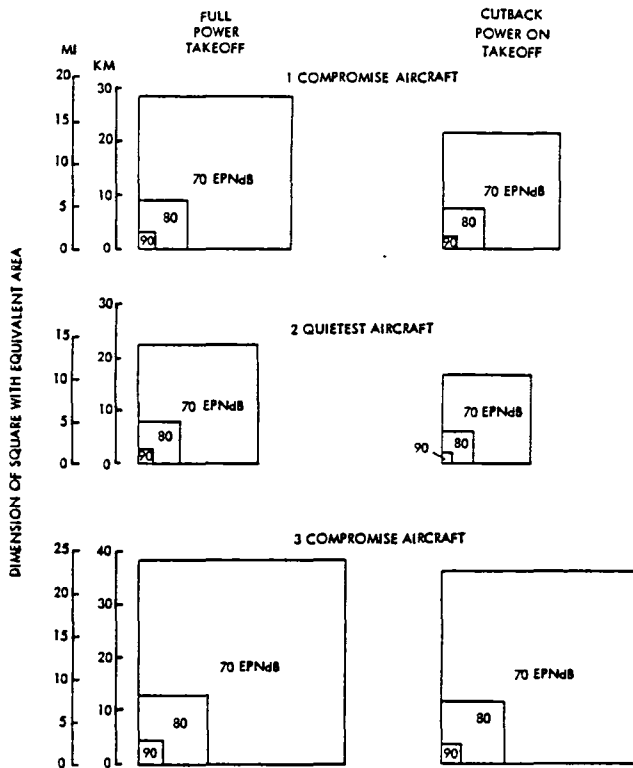 FULL
POWER
TAKEOFF
CUTBACK
POWER ON
TAKEOFF
MI
KM
1 COMPROMISE AIRCRAFT
20
15
10
5
0
30
20
10
0
70 EPNdB
80
90
70 EPNdB
80
90
DIMENSION OF SQUARE WITH EQUIVALENT AREA
2 QUIETEST AIRCRAFT
15
10
5
0
30
20
10
0
70 EPNdB
80
90
70 EPNdB
80
90
3 COMPROMISE AIRCRAFT
25
20
15
10
5
0
40
30
20
10
0
70 EPNdB
80
90
70 EPNdB
80
90